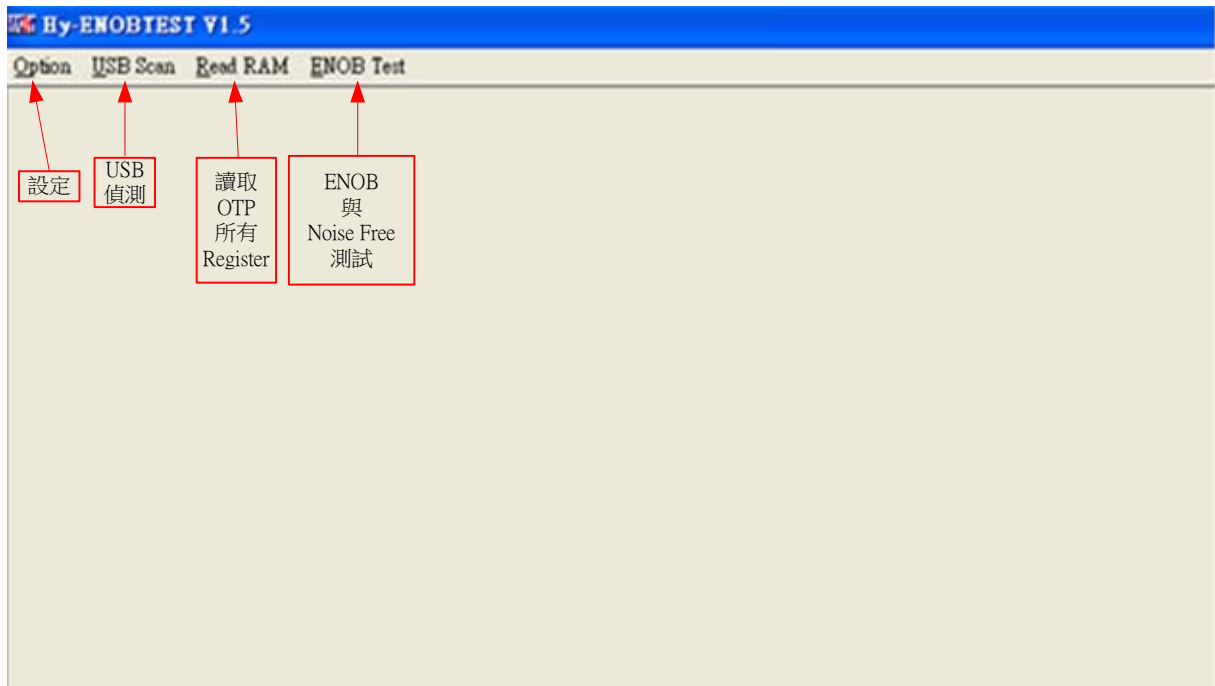 Hy-ENOBTEST V1.5
Option USB Scan Read RAM ENOB Test
設定
USB
偵測
讀取
OTP
所有
Register
ENOB
與
Noise Free
測試